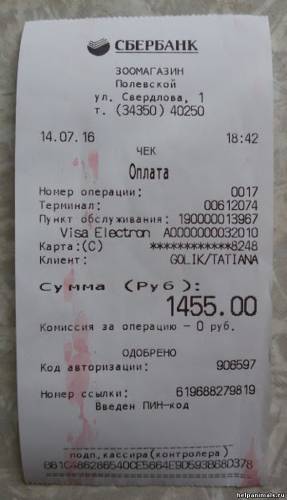 СБЕРБАНК
ЗООМАГАЗИН
Полевской
ул. Свердлова, 1
т. (34350) 40250
14.07.16 18:42
ЧЕК
Оплата
Номер операции: 0017
Терминал: 00612074
Пункт обслуживания: 190000013967
Visa Electron A0000000032010
Карта:(C) ************8248
Клиент: GOLIK/TATIANA
Сумма (Руб):
1455.00
Комиссия за операцию – 0 руб.
ОДОБРЕНО
Код авторизации: 906597
Номер ссылки: 619688279819
Введен ПИН-код
подп.кассира(контролера)
helpanimals.ru